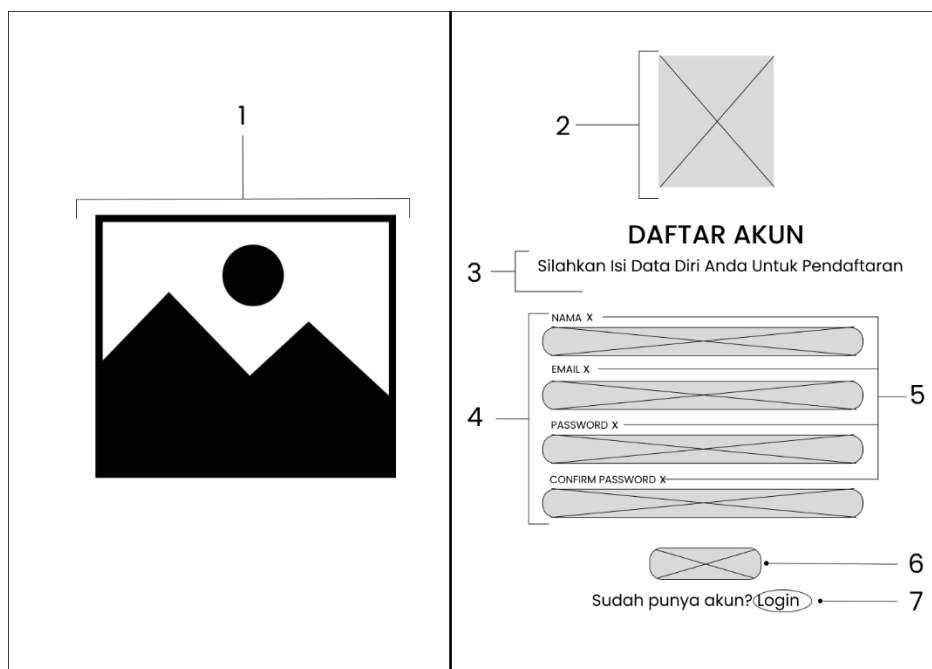 1
2
DAFTAR AKUN
3
Silahkan Isi Data Diri Anda Untuk Pendaftaran
NAMA X
EMAIL X
5
4
PASSWORD X
CONFIRM PASSWORD X
6
Sudah punya akun? Login
7